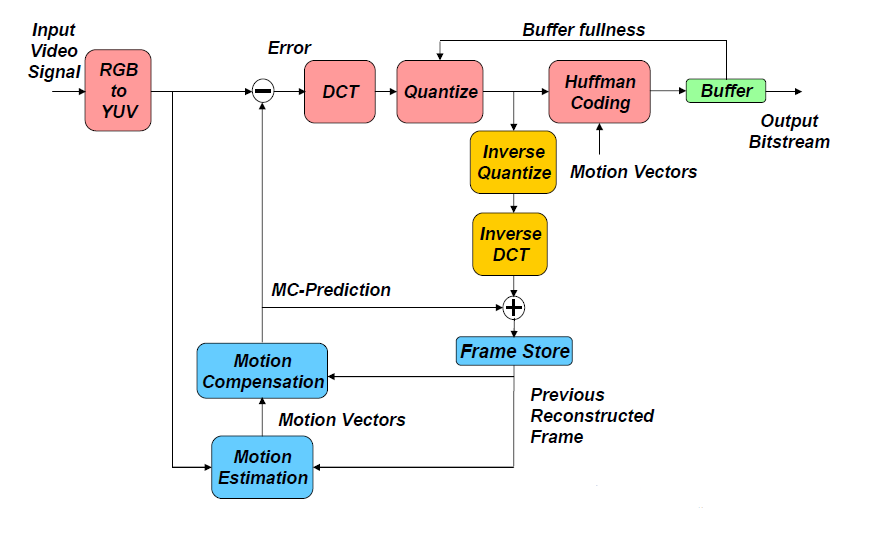 Input
Video
Signal
RGB
to
YUV
Error
DCT
Quantize
Buffer fullness
Huffman
Coding
Buffer
Output
Bitstream
Inverse
Quantize
Motion Vectors
Inverse
DCT
MC-Prediction
Frame Store
Motion
Compensation
Previous
Reconstructed
Frame
Motion Vectors
Motion
Estimation